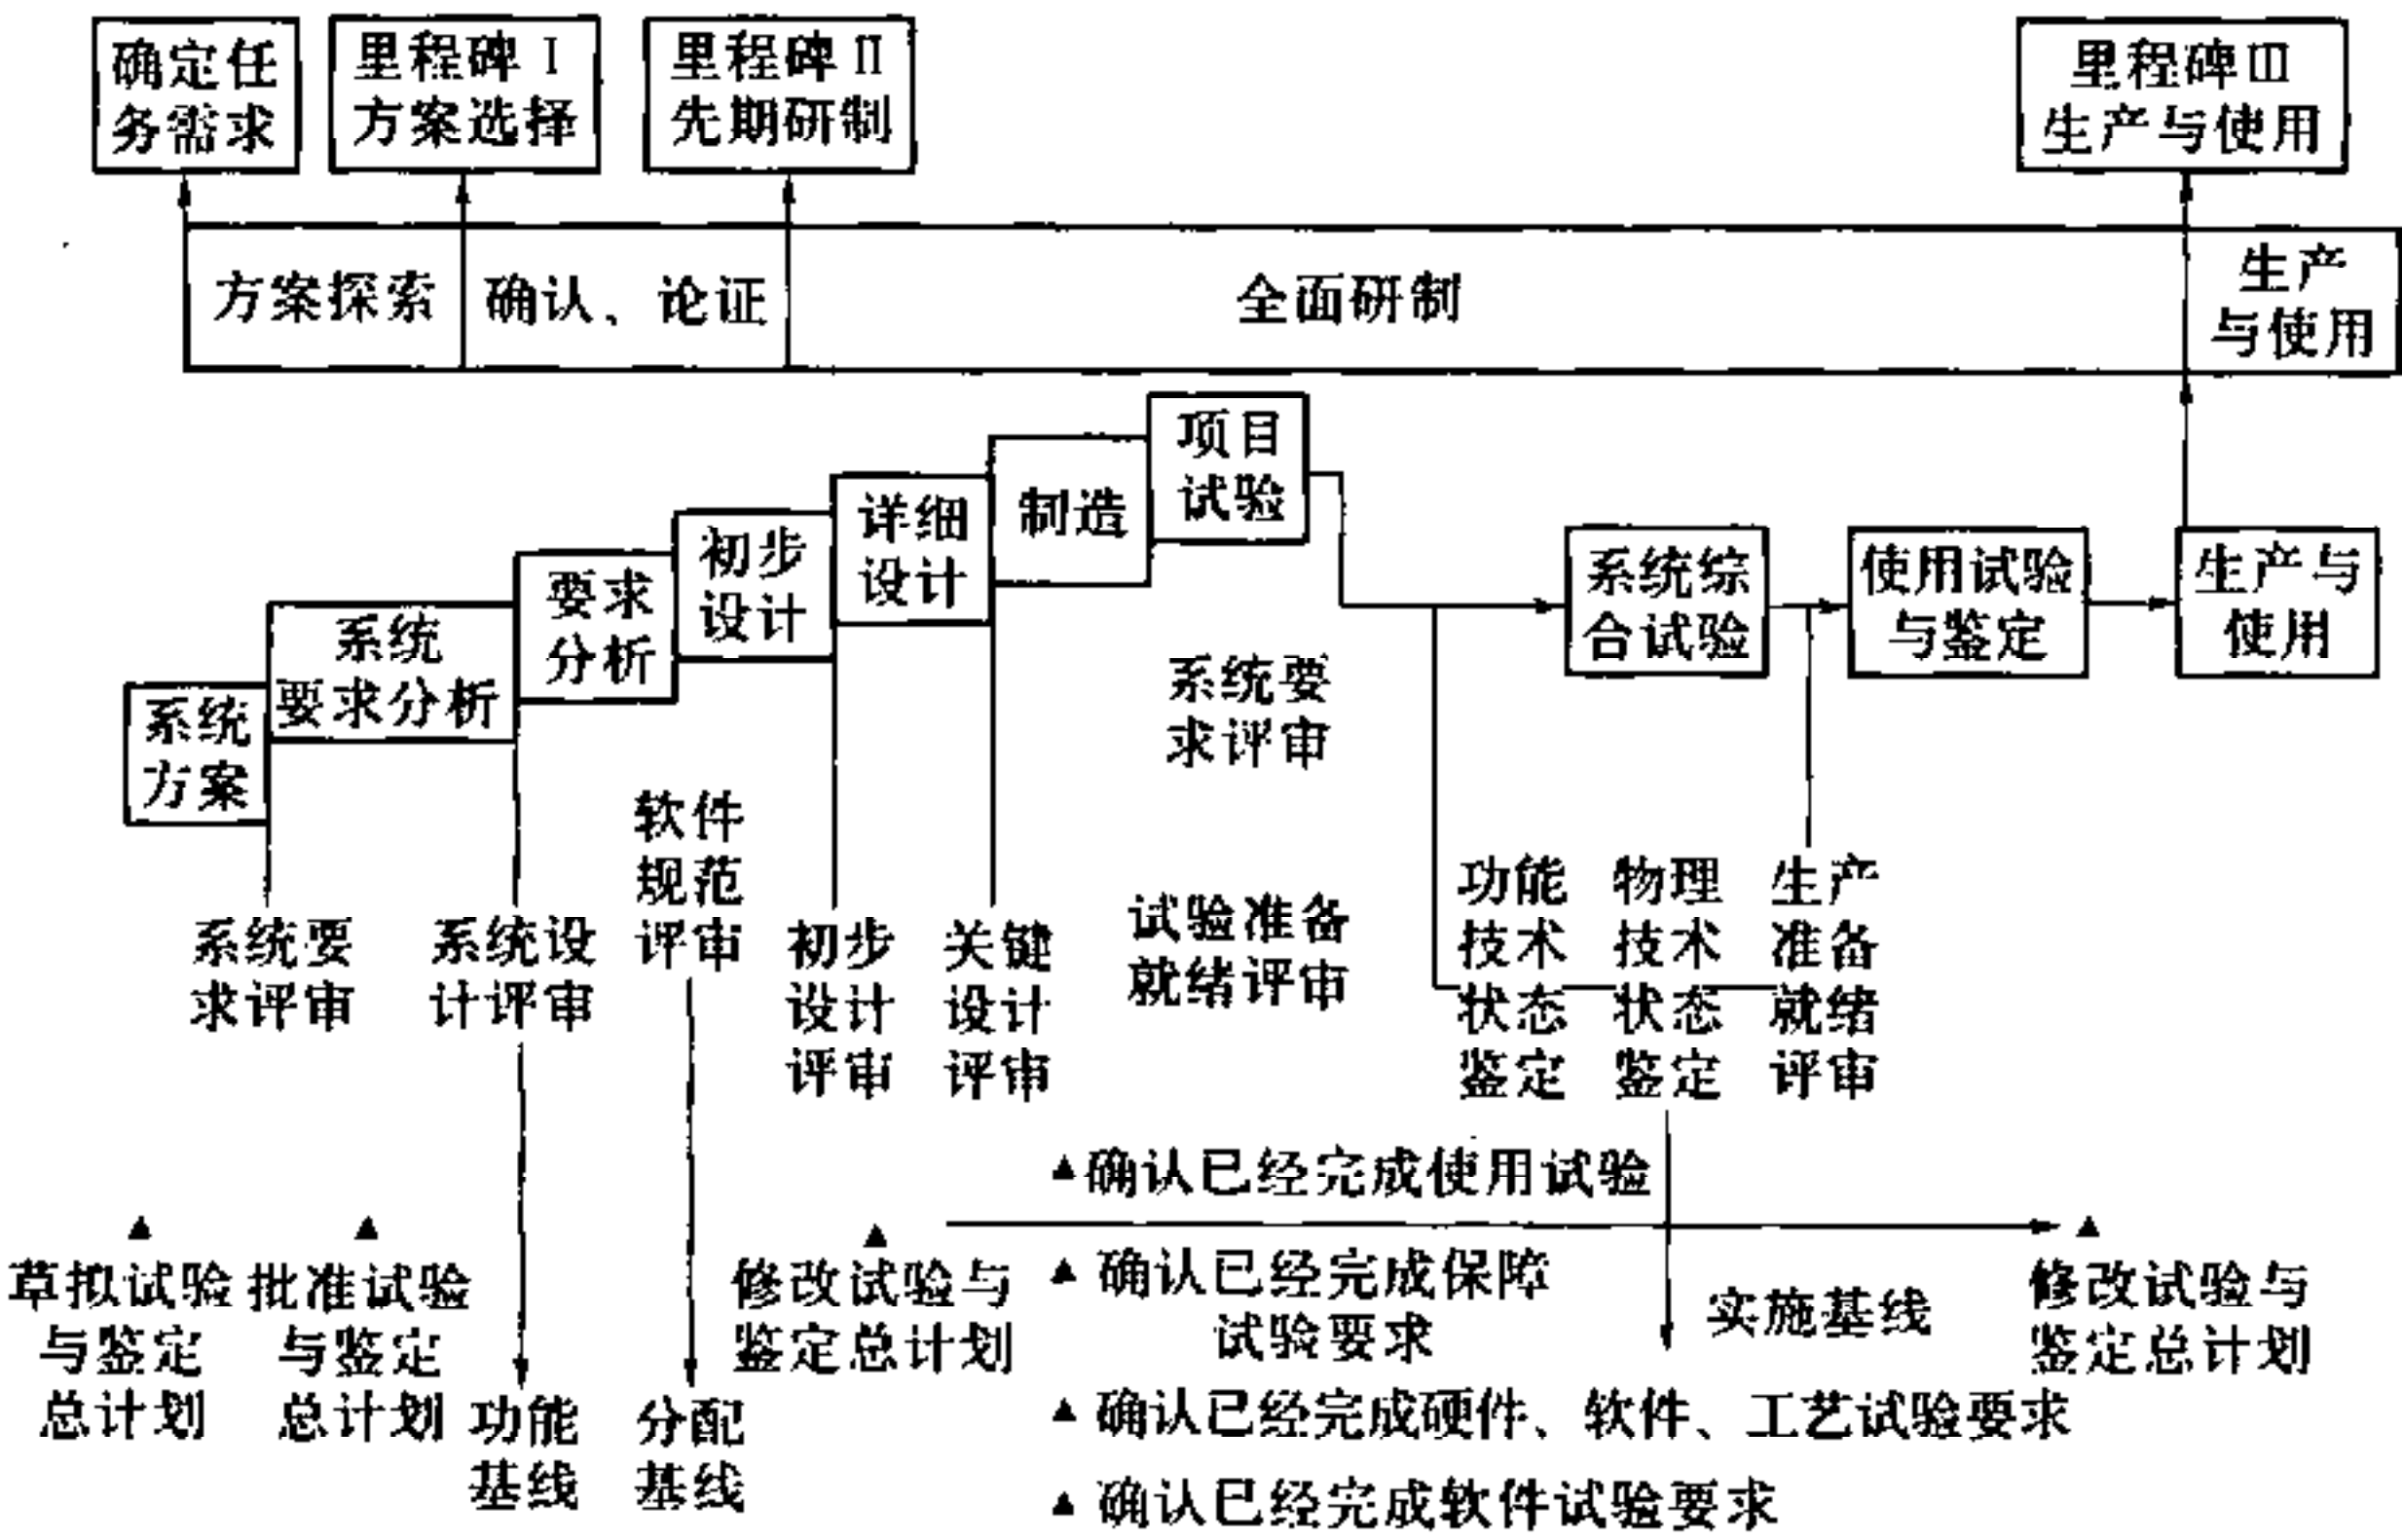 确定任
务需求
里程碑 I
方案选择
里程碑 II
先期研制
里程碑 III
生产与使用
方案探索
确认、论证
全面研制
生产
与使用
系统
方案
系统
要求分析
要求
分析
初步
设计
详细
设计
制造
项目
试验
系统综
合试验
使用试验
与鉴定
生产与
使用
系统要
求评审
系统要
求评审
系统设
计评审
软件
规范
评审
初步
设计
评审
关键
设计
评审
试验准备
就绪评审
功能
技术
状态
鉴定
物理
技术
状态
鉴定
生产
准备
就绪
评审
▲
草拟试验
与鉴定
总计划
▲
批准试验
与鉴定
总计划
功能
基线
分配
基线
▲
修改试验与
鉴定总计划
▲确认已经完成使用试验
▲ 确认已经完成保障
试验要求
▲ 确认已经完成硬件、软件、工艺试验要求
▲ 确认已经完成软件试验要求
实施基线
▲
修改试验与
鉴定总计划